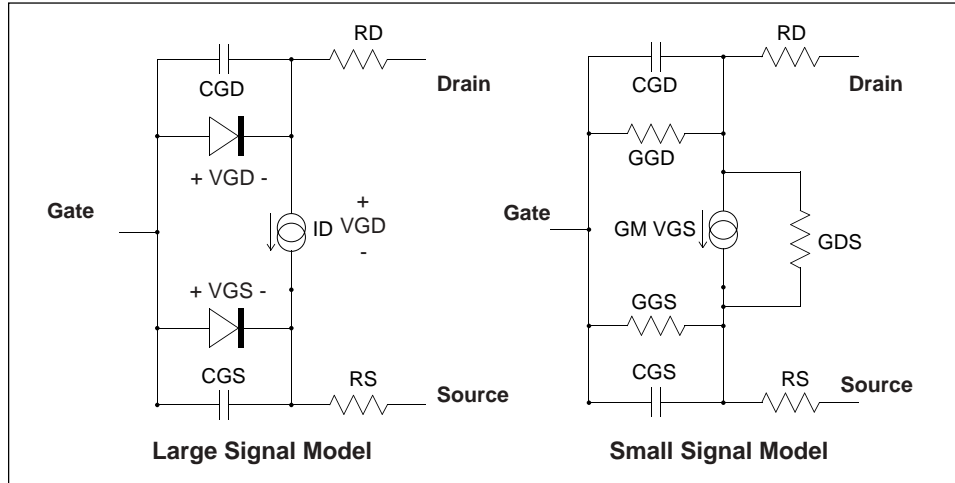 RD
Drain
CGD
+ VGD -
Gate
+
ID VGD
-
+ VGS -
CGS
RS
Source
Large Signal Model
RD
Drain
CGD
GGD
Gate
GM VGS
GDS
GGS
CGS
RS
Source
Small Signal Model